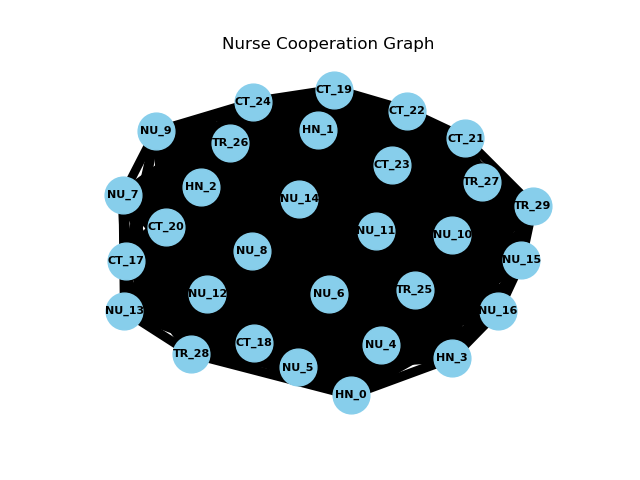 Nurse Cooperation Graph
CT_19
CT_24
CT_22
HN_1
NU_9
CT_21
TR_26
CT_23
TR_27
HN_2
NU_7
NU_14
TR_29
CT_20
NU_11
NU_10
NU_8
CT_17
NU_15
TR_25
NU_12
NU_6
NU_13
NU_16
CT_18
NU_4
TR_28
HN_3
NU_5
HN_0